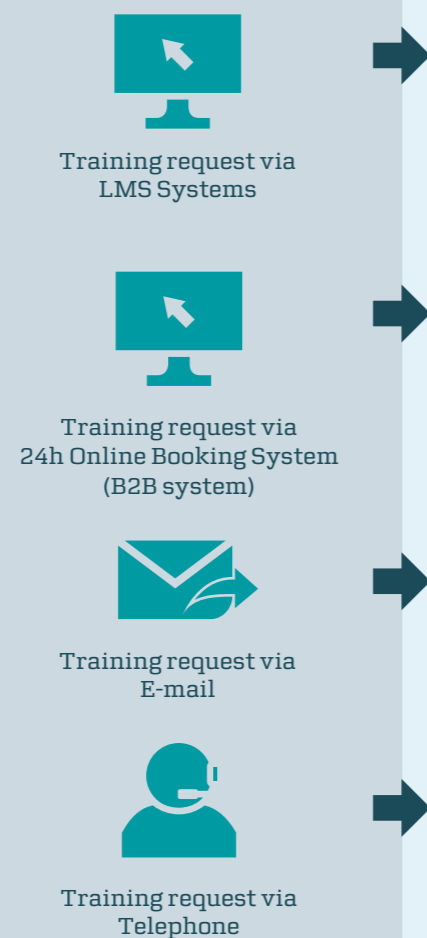 Training request via
LMS Systems
Training request via
24h Online Booking System
(B2B system)
Training request via
E-mail
Training request via
Telephone